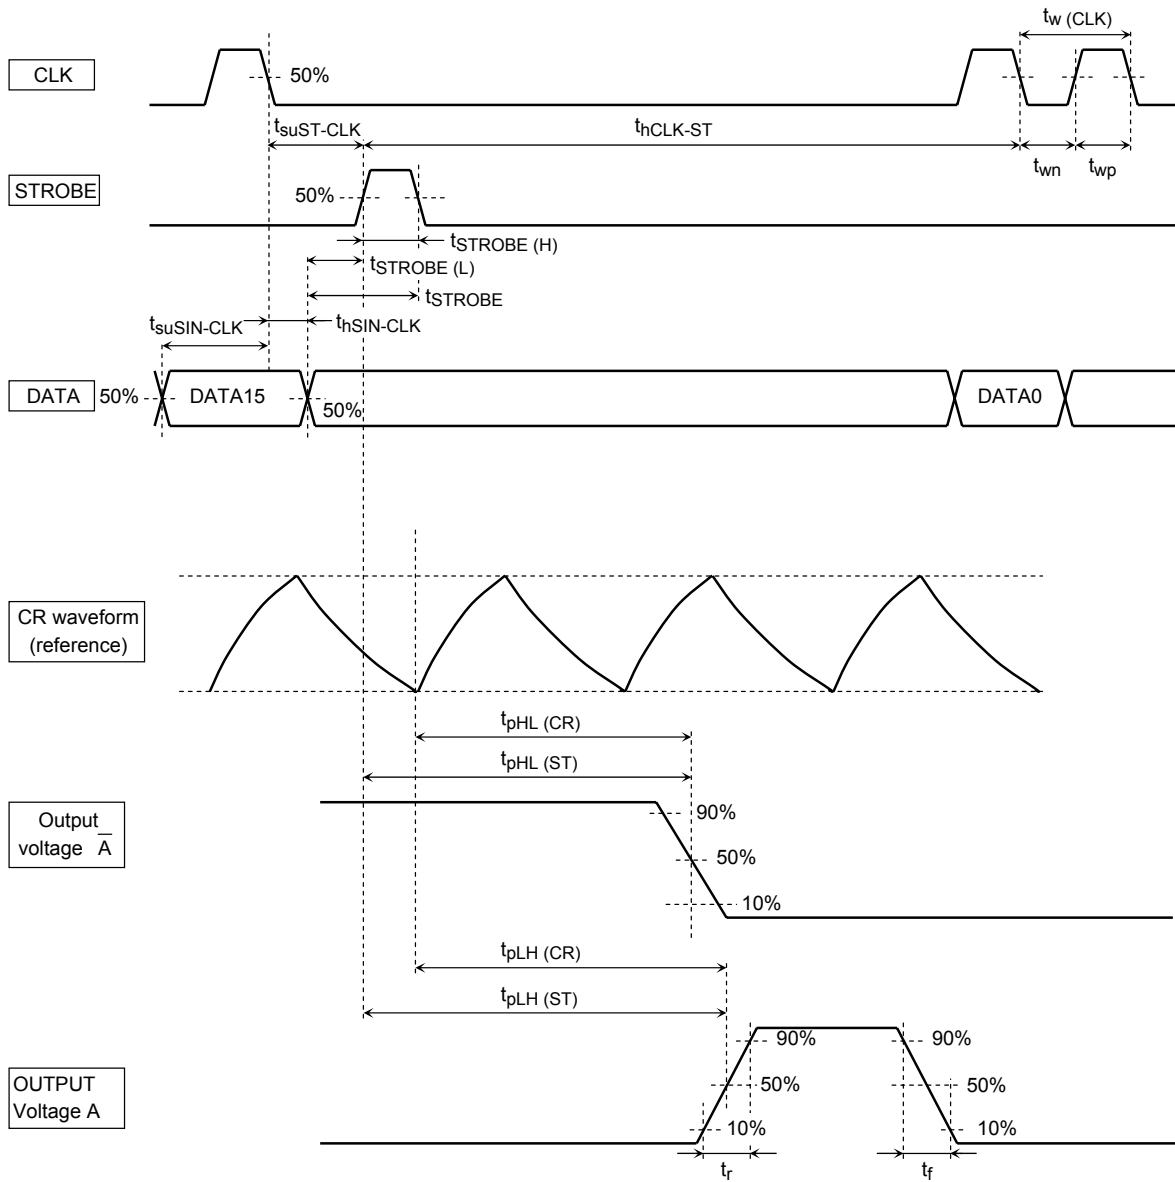 tw (CLK)
CLK
50%
tsuST-CLK
thCLK-ST
twn
twp
STROBE
50%
tSTROBE (H)
tSTROBE (L)
tSTROBE
tsuSIN-CLK
thSIN-CLK
DATA
50%
DATA15
50%
DATA0
CR waveform
(reference)
tpHL (CR)
tpHL (ST)
Output
voltage A̅
90%
50%
10%
tpLH (CR)
tpLH (ST)
OUTPUT
Voltage A
90%
50%
10%
90%
50%
10%
tr
tf